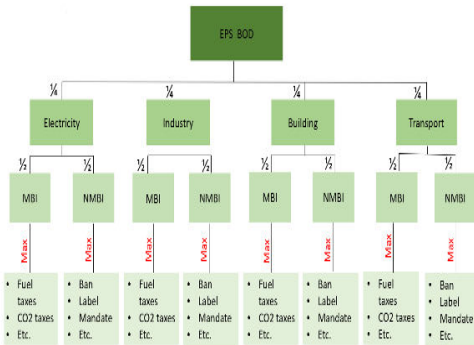 EPS BOD
¼ ¼ ¼ ¼
Electricity Industry Building Transport
½ ½ ½ ½ ½ ½ ½ ½
MBI NMBI MBI NMBI MBI NMBI MBI NMBI
Max Max Max Max Max Max Max Max
• Fuel
taxes
• CO2 taxes
• Etc.
• Ban
• Label
• Mandate
• Etc.
• Fuel
taxes
• CO2 taxes
• Etc.
• Ban
• Label
• Mandate
• Etc.
• Fuel
taxes
• CO2 taxes
• Etc.
• Ban
• Label
• Mandate
• Etc.
• Fuel
taxes
• CO2 taxes
• Etc.
• Ban
• Label
• Mandate
• Etc.